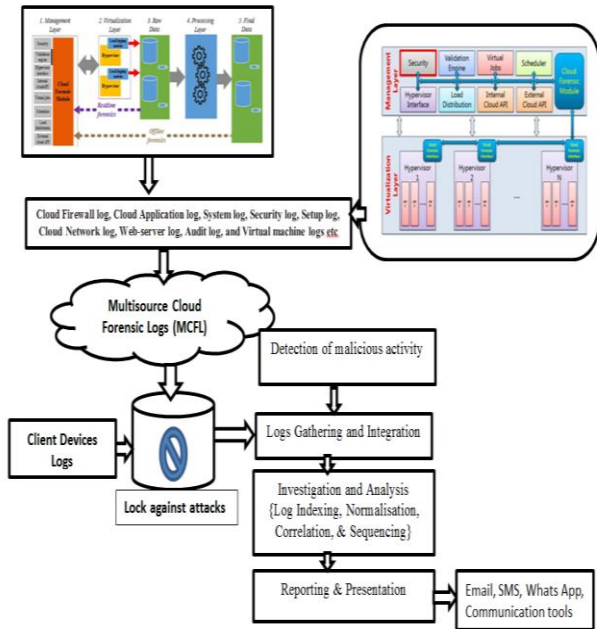 1. Management
Layer
2. Virtualization
Layer
3. Raw
Data
4. Processing
Layer
5. Final
Data
Security
Cloud
Forensic
Module
Hypervisor
Hypervisor
Realtime
forensics
Offline
forensics
Management
Layer
Security
Validation
Engine
Virtual
Jobs
Scheduler
Cloud
Forensic
Module
Hypervisor
Interface
Load
Distribution
Internal
Cloud API
External
Cloud API
Virtualization
Layer
Hypervisor
1
Hypervisor
2
...
Hypervisor
N
Cloud Firewall log, Cloud Application log, System log, Security log, Setup log,
Cloud Network log, Web-server log, Audit log, and Virtual machine logs etc
Multisource Cloud
Forensic Logs (MCFL)
Detection of malicious activity
Client Devices
Logs
Logs Gathering and Integration
Lock against attacks
Investigation and Analysis
{Log Indexing, Normalisation,
Correlation, & Sequencing}
Reporting & Presentation
Email, SMS, Whats App,
Communication tools